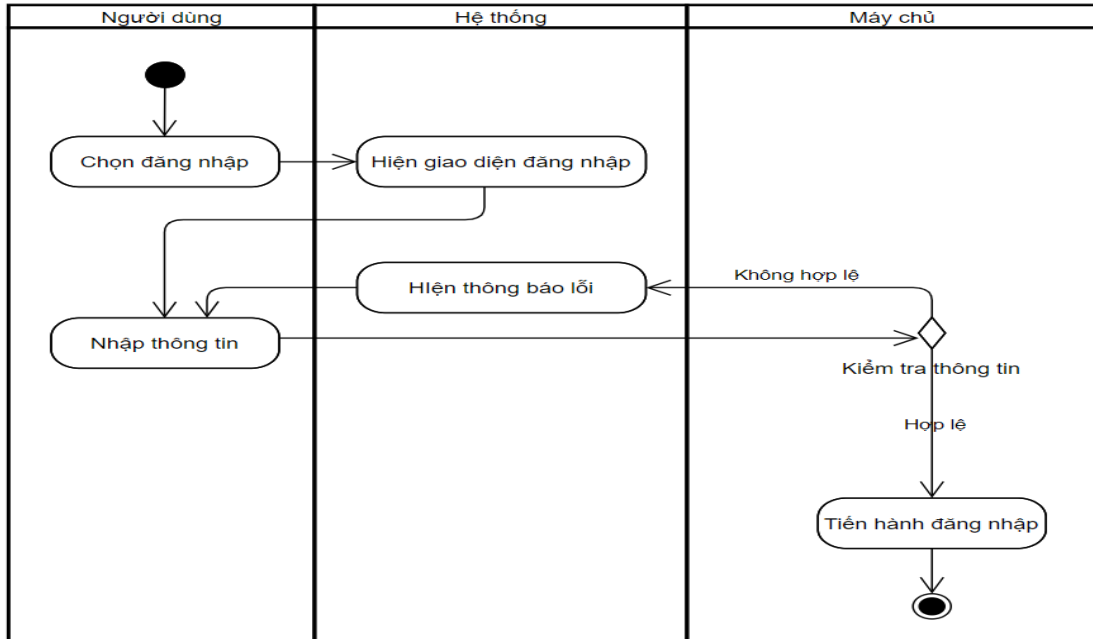 Người dùng
Hệ thống
Máy chủ
Chọn đăng nhập
Hiện giao diện đăng nhập
HIện thông báo lỗi
Không hợp lệ
Nhập thông tin
Kiểm tra thông tin
Hợp lệ
Tiến hành đăng nhập